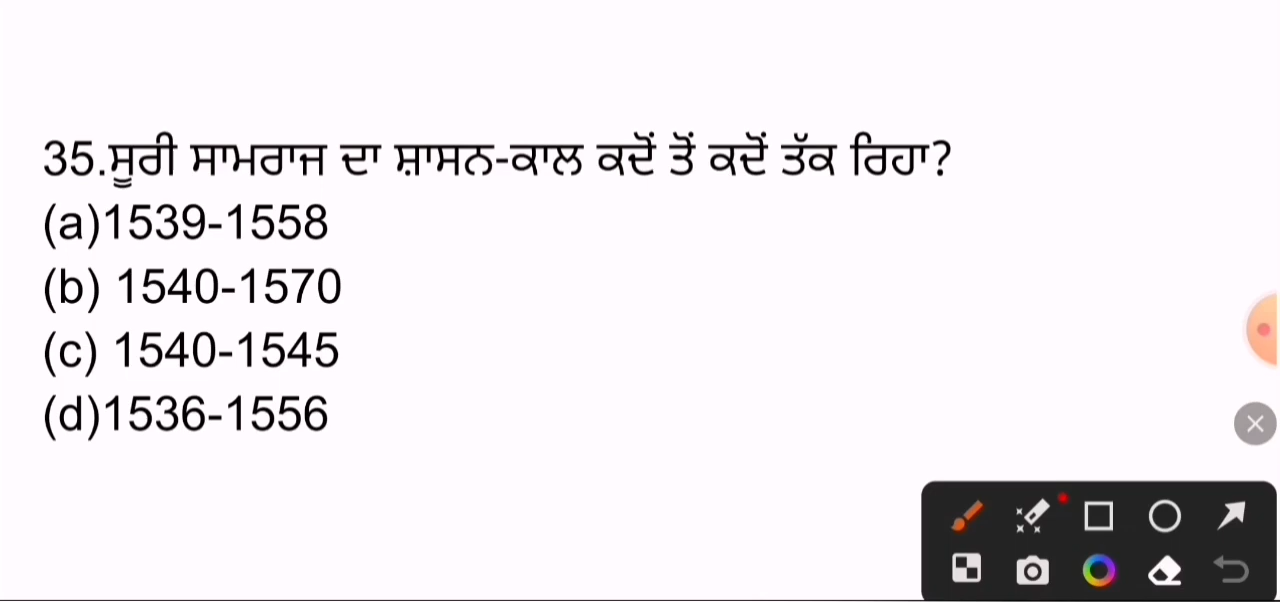 35.ਸੂਰੀ ਸਾਮਰਾਜ ਦਾ ਸ਼ਾਸਨ-ਕਾਲ ਕਦੋਂ ਤੋਂ ਕਦੋਂ ਤੱਕ ਰਿਹਾ?
(a)1539-1558
(b) 1540-1570
(c) 1540-1545
(d)1536-1556